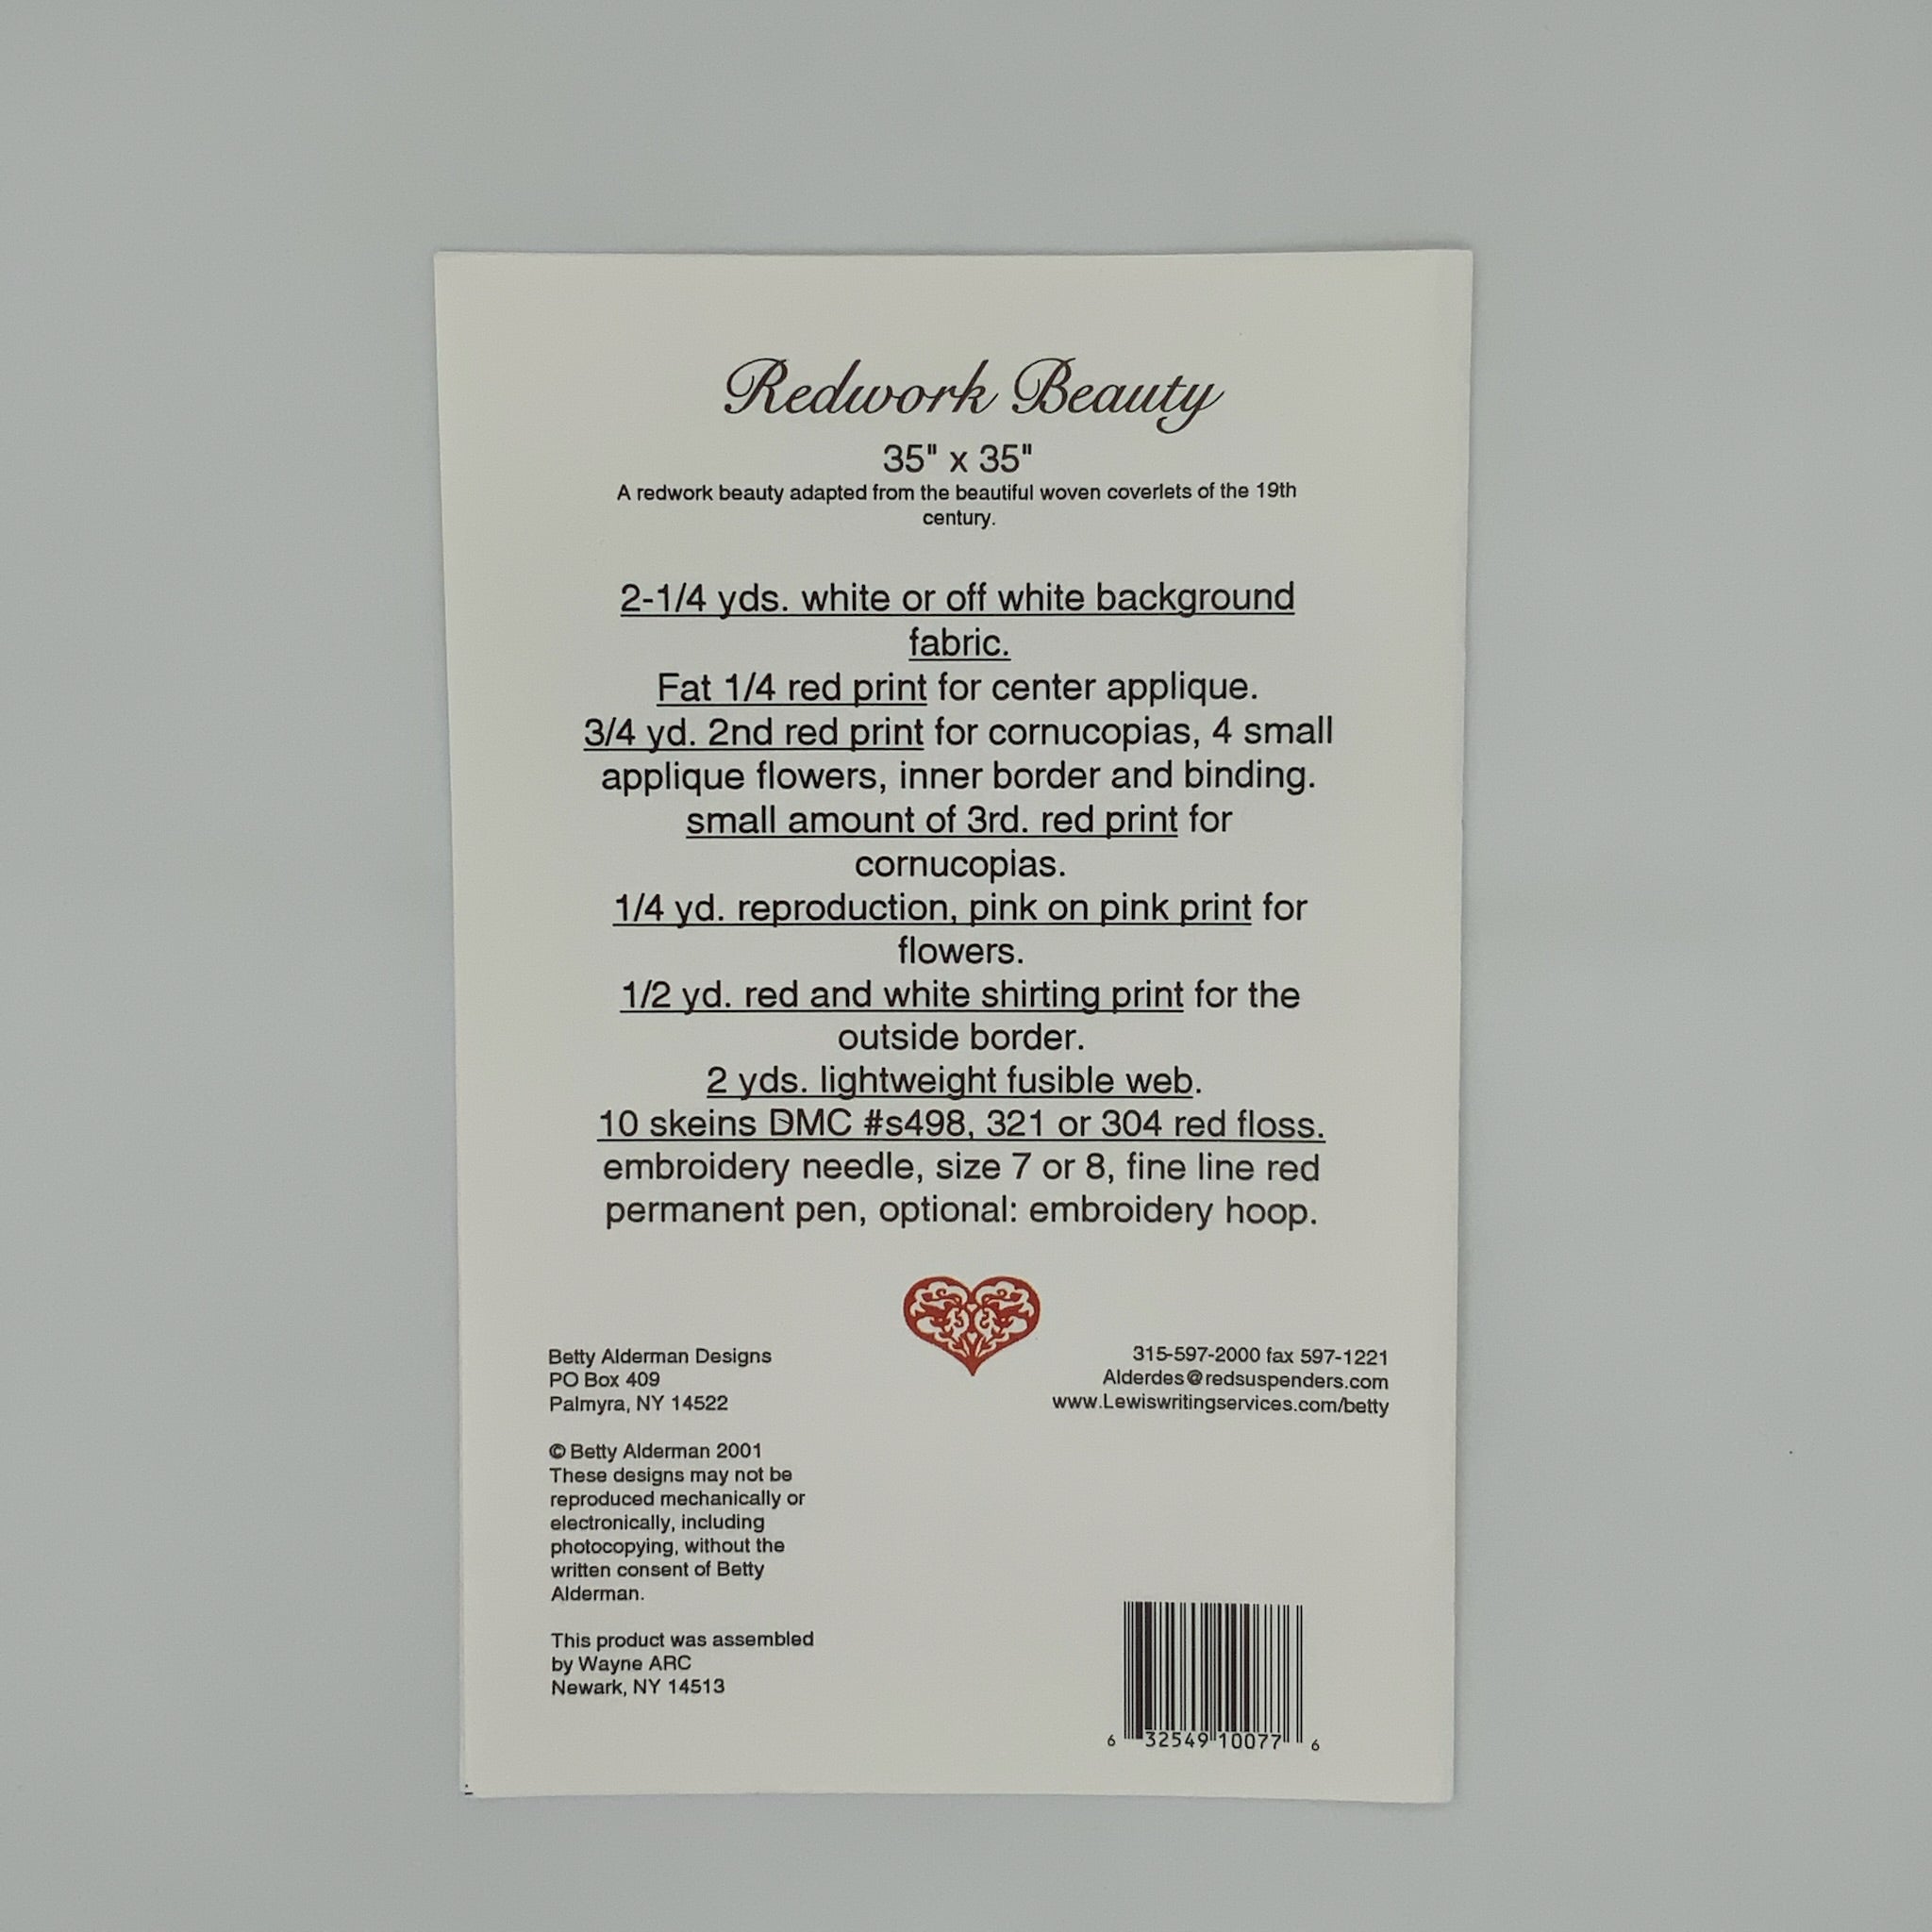 Redwork Beauty
35" x 35"
A redwork beauty adapted from the beautiful woven coverlets of the 19th
century.
2-1/4 yds. white or off white background
fabric.
Fat 1/4 red print for center applique.
3/4 yd. 2nd red print for cornucopias, 4 small
applique flowers, inner border and binding.
small amount of 3rd. red print for
cornucopias.
1/4 yd. reproduction, pink on pink print for
flowers.
1/2 yd. red and white shirting print for the
outside border.
2 yds. lightweight fusible web.
10 skeins DMC #s498, 321 or 304 red floss.
embroidery needle, size 7 or 8, fine line red
permanent pen, optional: embroidery hoop.
Betty Alderman Designs
PO Box 409
Palmyra, NY 14522
315-597-2000 fax 597-1221
Alderdes@redsuspenders.com
www.Lewiswritingservices.com/betty
© Betty Alderman 2001
These designs may not be
reproduced mechanically or
electronically, including
photocopying, without the
written consent of Betty
Alderman.
This product was assembled
by Wayne ARC
Newark, NY 14513
6 32549 10077 6